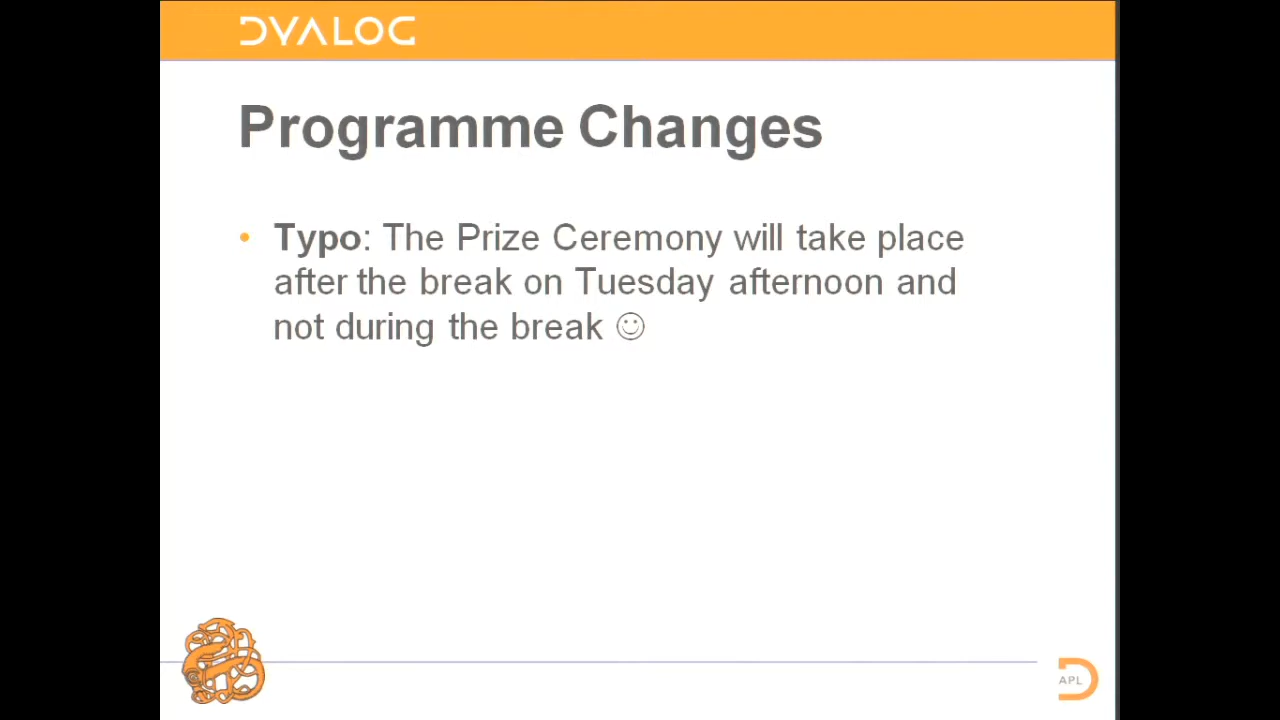 DYALOG
Programme Changes
• Typo: The Prize Ceremony will take place
after the break on Tuesday afternoon and
not during the break ☺
APL